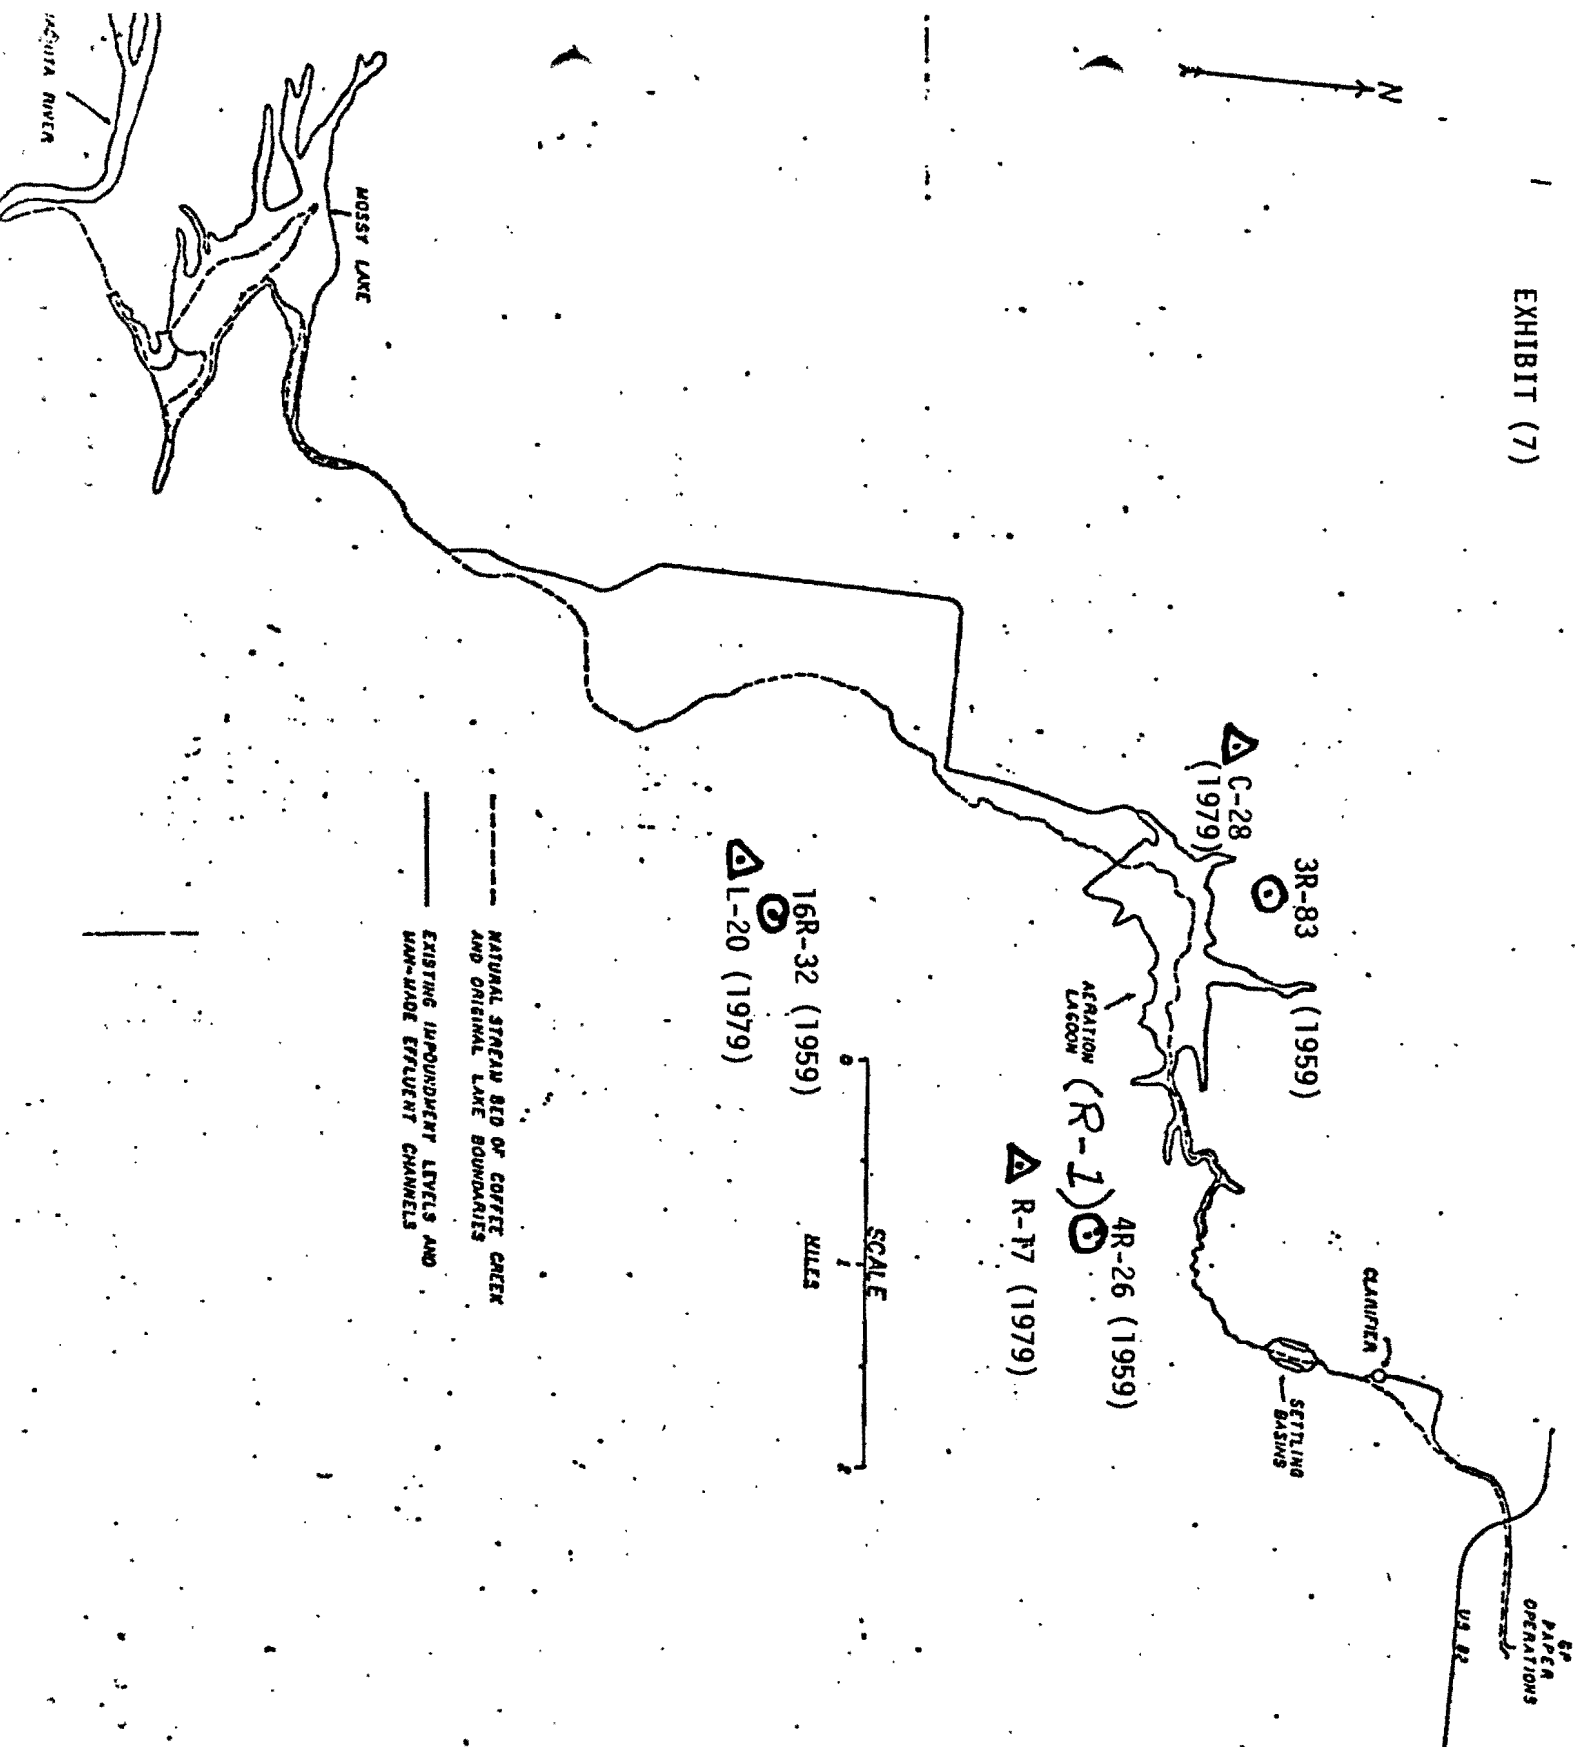 EXHIBIT (7)
N
GP
PAPER
OPERATIONS
US 82
CLARIFIER
SETTLING
BASINS
3R-83
(1959)
C-28
(1979)
4R-26 (1959)
(R-1)
R-17 (1979)
AERATION
LAGOON
16R-32 (1959)
L-20 (1979)
SCALE
0
1
2
MILES
NATURAL STREAM BED OF COFFEE CREEK
AND ORIGINAL LAKE BOUNDARIES
EXISTING IMPOUNDMENT LEVELS AND
MAN-MADE EFFLUENT CHANNELS
MOSSY LAKE
RIVER